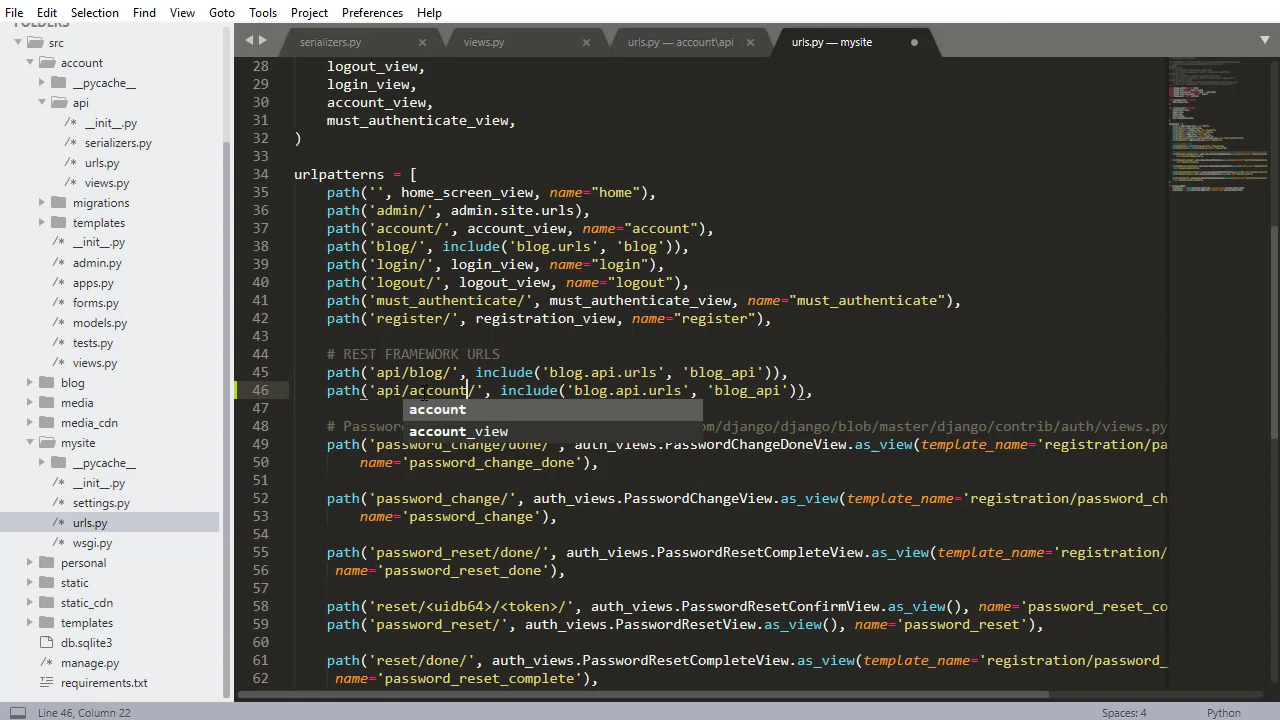 File Edit Selection Find View Goto Tools Project Preferences Help
FOLDERS
src
account
__pycache__
api
/* __init__.py
/* serializers.py
/* urls.py
/* views.py
migrations
templates
/* __init__.py
/* admin.py
/* apps.py
/* forms.py
/* models.py
/* tests.py
/* views.py
blog
media
media_cdn
mysite
__pycache__
/* __init__.py
/* settings.py
/* urls.py
/* wsgi.py
personal
static
static_cdn
templates
db.sqlite3
/* manage.py
requirements.txt
serializers.py × views.py × urls.py — account\api × urls.py — mysite
28 logout_view,
29 login_view,
30 account_view,
31 must_authenticate_view,
32 )
33
34 urlpatterns = [
35 path('', home_screen_view, name="home"),
36 path('admin/', admin.site.urls),
37 path('account/', account_view, name="account"),
38 path('blog/', include('blog.urls', 'blog')),
39 path('login/', login_view, name="login"),
40 path('logout/', logout_view, name="logout"),
41 path('must_authenticate/', must_authenticate_view, name="must_authenticate"),
42 path('register/', registration_view, name="register"),
43
44 # REST FRAMEWORK URLS
45 path('api/blog/', include('blog.api.urls', 'blog_api')),
46 path('api/account/', include('blog.api.urls', 'blog_api')),
account
47
account_view
48 # Passwo com/django/django/blob/master/django/contrib/auth/views.py
49 path('password_change/done/', auth_views.PasswordChangeDoneView.as_view(template_name='registration/pa
50 name='password_change_done'),
51
52 path('password_change/', auth_views.PasswordChangeView.as_view(template_name='registration/password_ch
53 name='password_change'),
54
55 path('password_reset/done/', auth_views.PasswordResetCompleteView.as_view(template_name='registration/
56 name='password_reset_done'),
57
58 path('reset/<uidb64>/<token>/', auth_views.PasswordResetConfirmView.as_view(), name='password_reset_co
59 path('password_reset/', auth_views.PasswordResetView.as_view(), name='password_reset'),
60
61 path('reset/done/', auth_views.PasswordResetCompleteView.as_view(template_name='registration/password_
62 name='password_reset_complete'),
Line 46, Column 22 Spaces: 4 Python